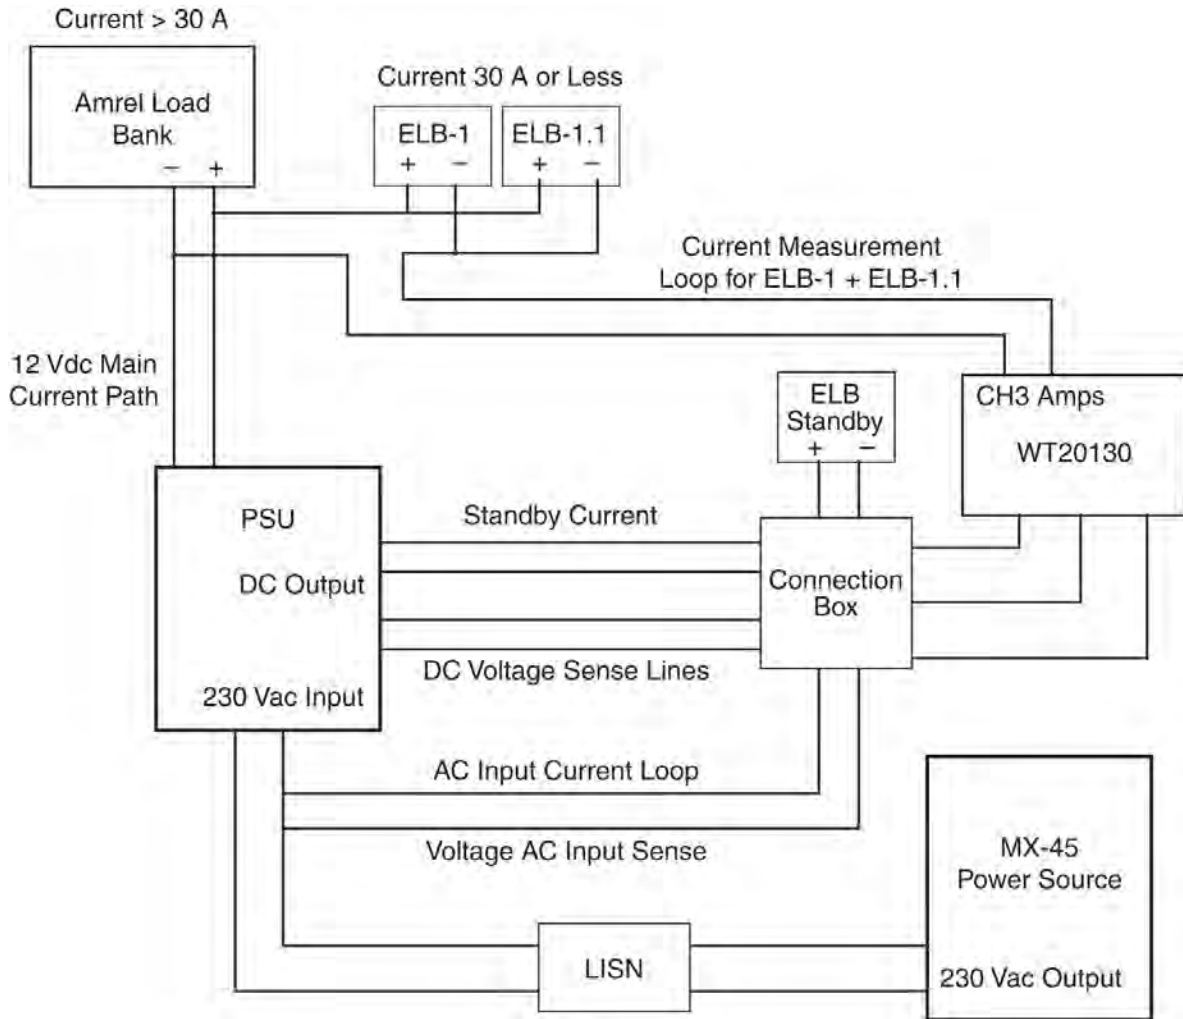 Current > 30 A
Amrel Load
Bank
− +
Current 30 A or Less
ELB-1
+ −
ELB-1.1
+ −
Current Measurement
Loop for ELB-1 + ELB-1.1
12 Vdc Main
Current Path
ELB
Standby
+ −
CH3 Amps
WT20130
PSU
DC Output
230 Vac Input
Standby Current
Connection
Box
DC Voltage Sense Lines
AC Input Current Loop
Voltage AC Input Sense
MX-45
Power Source
230 Vac Output
LISN